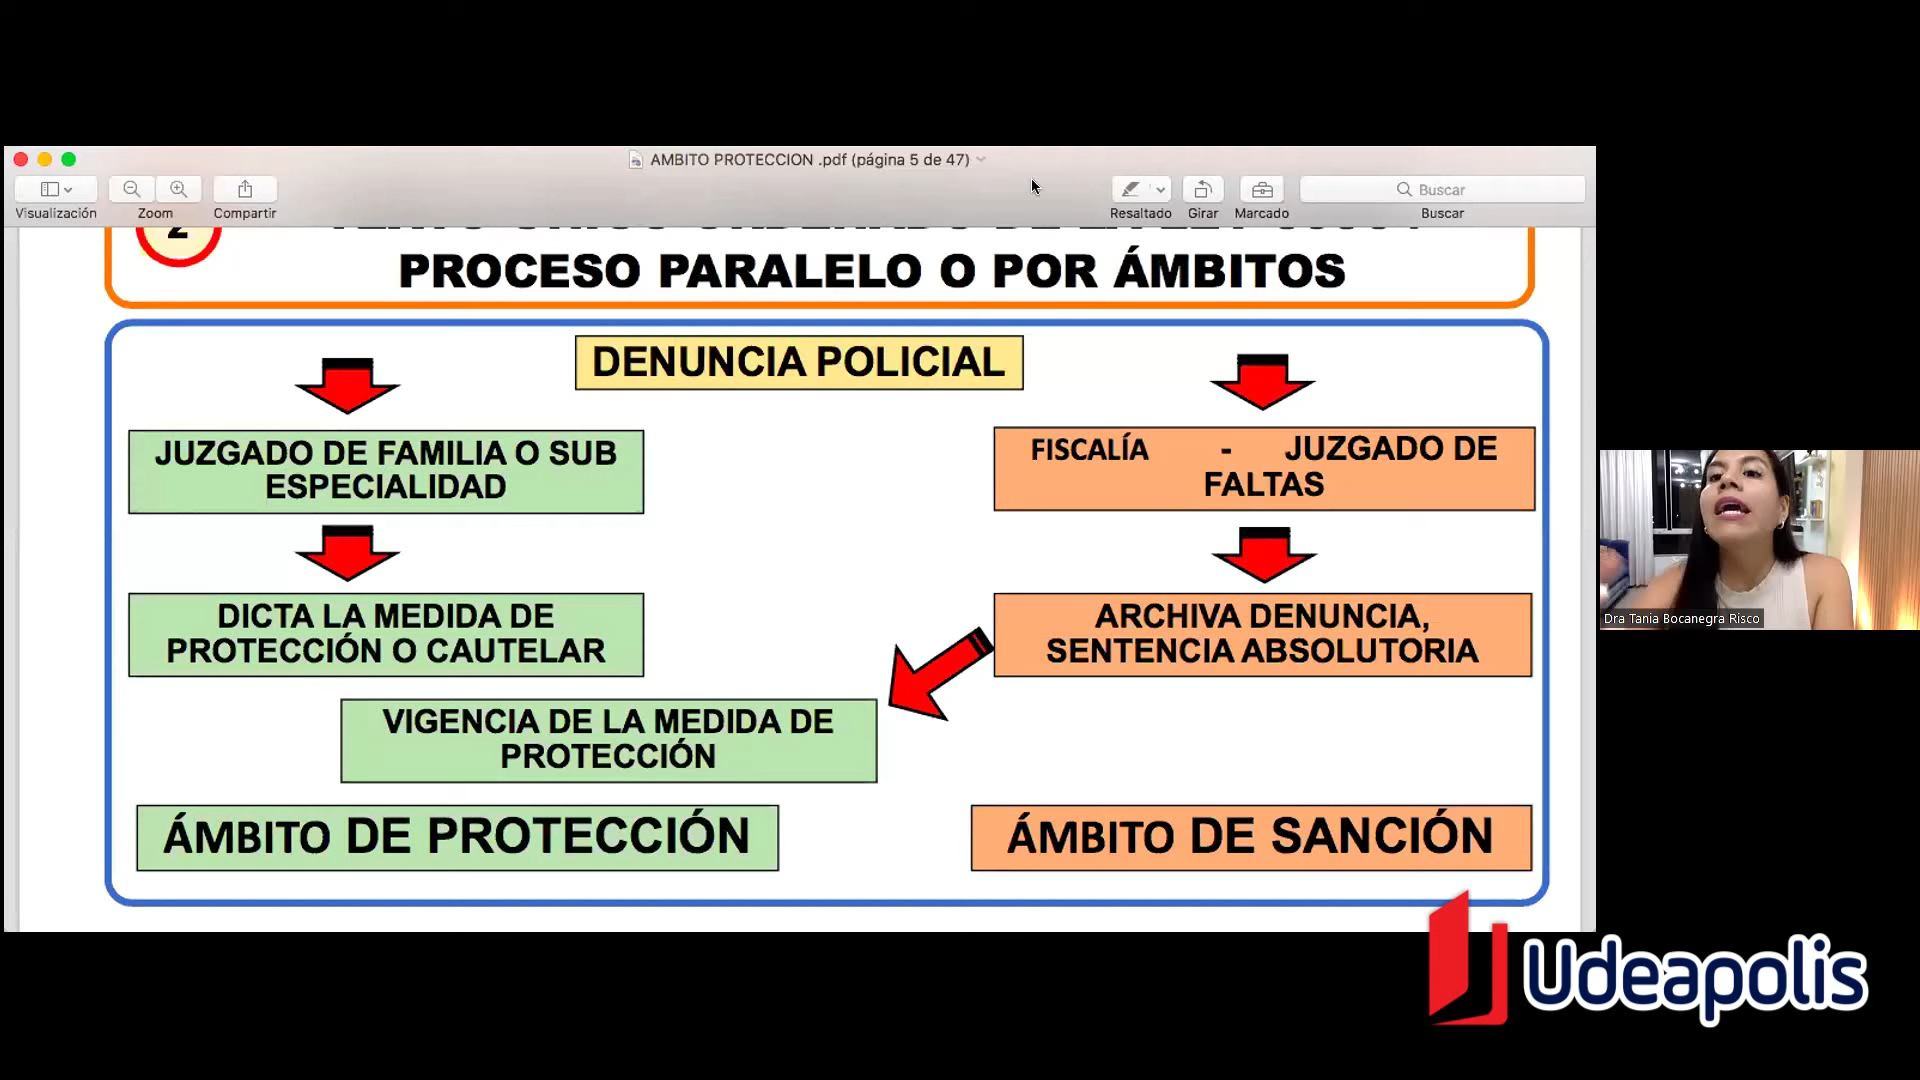 AMBITO PROTECCION .pdf (página 5 de 47)
Visualización
Zoom
Compartir
Resaltado
Girar
Marcado
Buscar
Buscar
2
PROCESO PARALELO O POR ÁMBITOS
DENUNCIA POLICIAL
JUZGADO DE FAMILIA O SUB
ESPECIALIDAD
FISCALÍA - JUZGADO DE
FALTAS
DICTA LA MEDIDA DE
PROTECCIÓN O CAUTELAR
ARCHIVA DENUNCIA,
SENTENCIA ABSOLUTORIA
VIGENCIA DE LA MEDIDA DE
PROTECCIÓN
ÁMBITO DE PROTECCIÓN
ÁMBITO DE SANCIÓN
Dra Tania Bocanegra Risco
Udeapolis